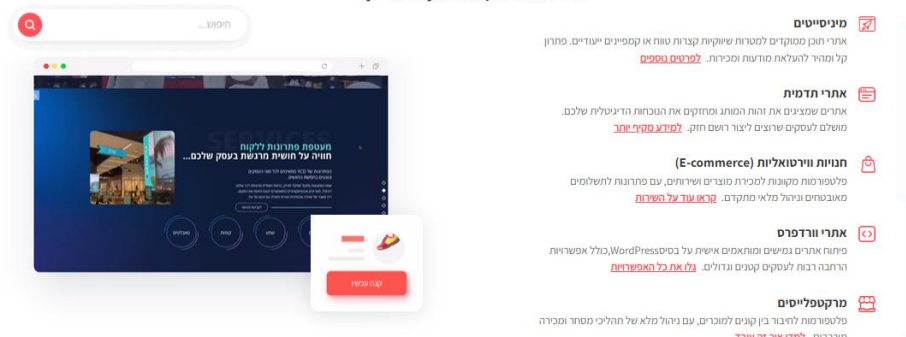 מיניסייטים
אתרי תוכן ממוקדים למטרות שיווקיות קצרות טווח או קמפיינים ייעודיים. פתרון
קל ומהיר להעלאת מודעות ומכירות. לפרטים נוספים
אתרי תדמית
אתרים שמציגים את זהות המותג ומחזקים את הנוכחות הדיגיטלית שלכם.
מושלם לעסקים שרוצים ליצור רושם חזק. למידע מקיף יותר
חנויות ווירטואליות (E-commerce)
פלטפורמות מקוונות למכירת מוצרים ושירותים, עם פתרונות לתשלומים
מאובטחים וניהול מלאי מתקדם. קראו עוד על השירות
אתרי וורדפרס
פיתוח אתרים גמישים ומותאמים אישית על בסיסWordPress,כולל אפשרויות
הרחבה רבות לעסקים קטנים וגדולים. גלו את כל האפשרויות
מרקטפלייסים
פלטפורמות לחיבור בין קונים למוכרים, עם ניהול מלא של תהליכי מסחר ומכירה
חיפוש...
SERVICES
מעטפת פתרונות ללקוח
חוויה על חושית מרגשת בעסק שלכם...
קנה עכשיו